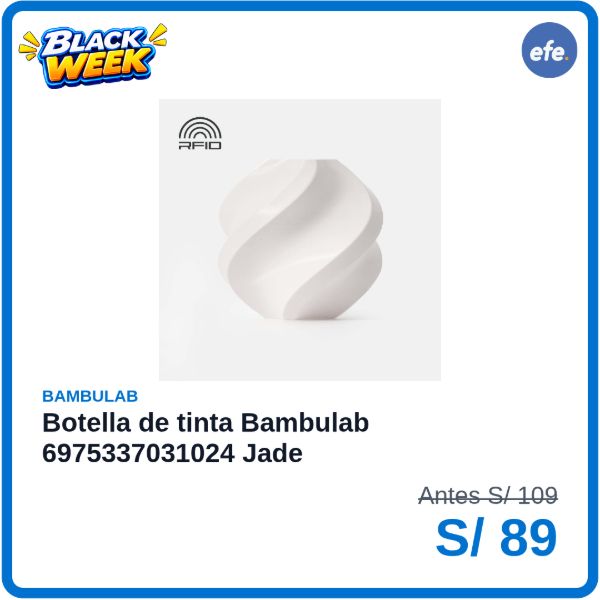 BLACK
WEEK
efe.
RFID
BAMBULAB
Botella de tinta Bambulab
6975337031024 Jade
Antes S/ 109
S/ 89